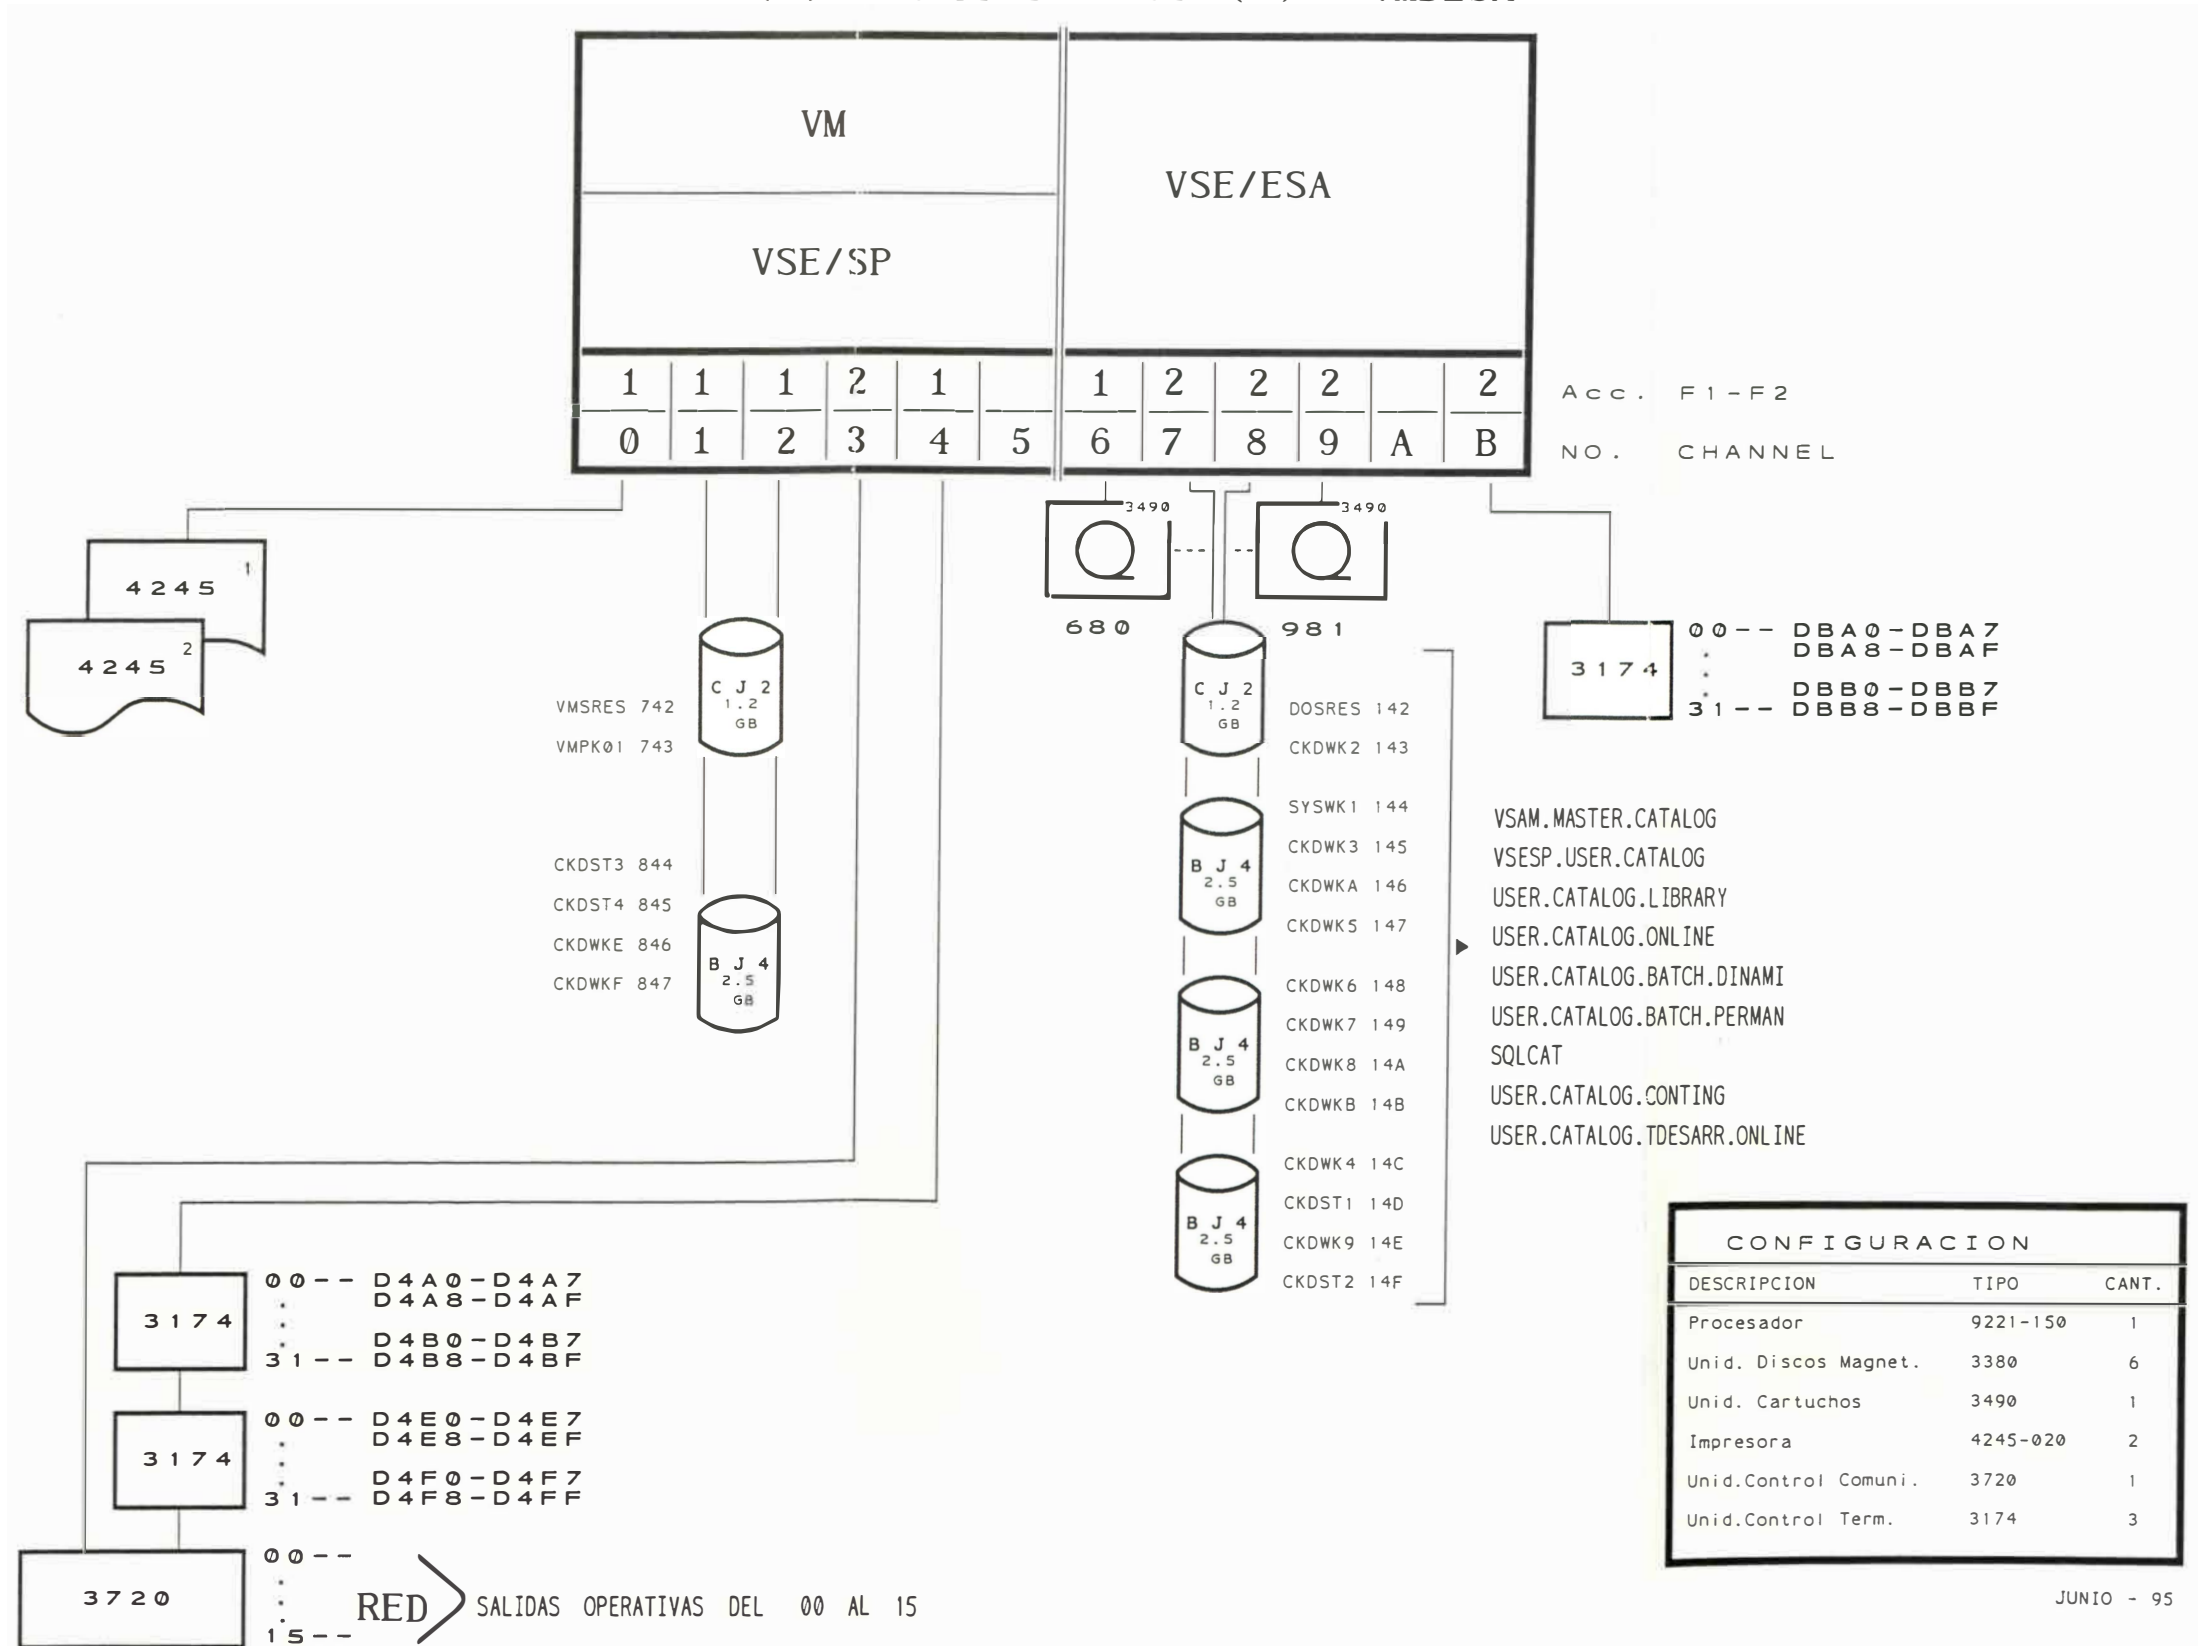 VM
VSE/ESA
VSE/SP
1 1 1 2 1 1 2 2 2 2
Acc. F1-F2
0 1 2 3 4 5 6 7 8 9 A B
NO. CHANNEL
4245 1
4245 2
3490
3490
680
981
CJ2
1.2
GB
VMSRES 742
VMPK01 743
CKDST3 844
CKDST4 845
CKDWKE 846
CKDWKF 847
BJ4
2.5
GB
CJ2
1.2
GB
DOSRES 142
CKDWK2 143
BJ4
2.5
GB
SYSWK1 144
CKDWK3 145
CKDWKA 146
CKDWK5 147
BJ4
2.5
GB
CKDWK6 148
CKDWK7 149
CKDWK8 14A
CKDWKB 14B
BJ4
2.5
GB
CKDWK4 14C
CKDST1 14D
CKDWK9 14E
CKDST2 14F
3174
00-- DBA0-DBA7
DBA8-DBAF
DBB0-DBB7
31-- DBB8-DBBF
VSAM.MASTER.CATALOG
VSESP.USER.CATALOG
USER.CATALOG.LIBRARY
USER.CATALOG.ONLINE
USER.CATALOG.BATCH.DINAMI
USER.CATALOG.BATCH.PERMAN
SQLCAT
USER.CATALOG.CONTING
USER.CATALOG.TDESARR.ONLINE
3174
00-- D4A0-D4A7
D4A8-D4AF
D4B0-D4B7
31-- D4B8-D4BF
3174
00-- D4E0-D4E7
D4E8-D4EF
D4F0-D4F7
31-- D4F8-D4FF
3720
00--
15--
RED
SALIDAS OPERATIVAS DEL 00 AL 15
CONFIGURACION
DESCRIPCION TIPO CANT.
Procesador 9221-150 1
Unid. Discos Magnet. 3380 6
Unid. Cartuchos 3490 1
Impresora 4245-020 2
Unid.Control Comuni. 3720 1
Unid.Control Term. 3174 3
JUNIO - 95